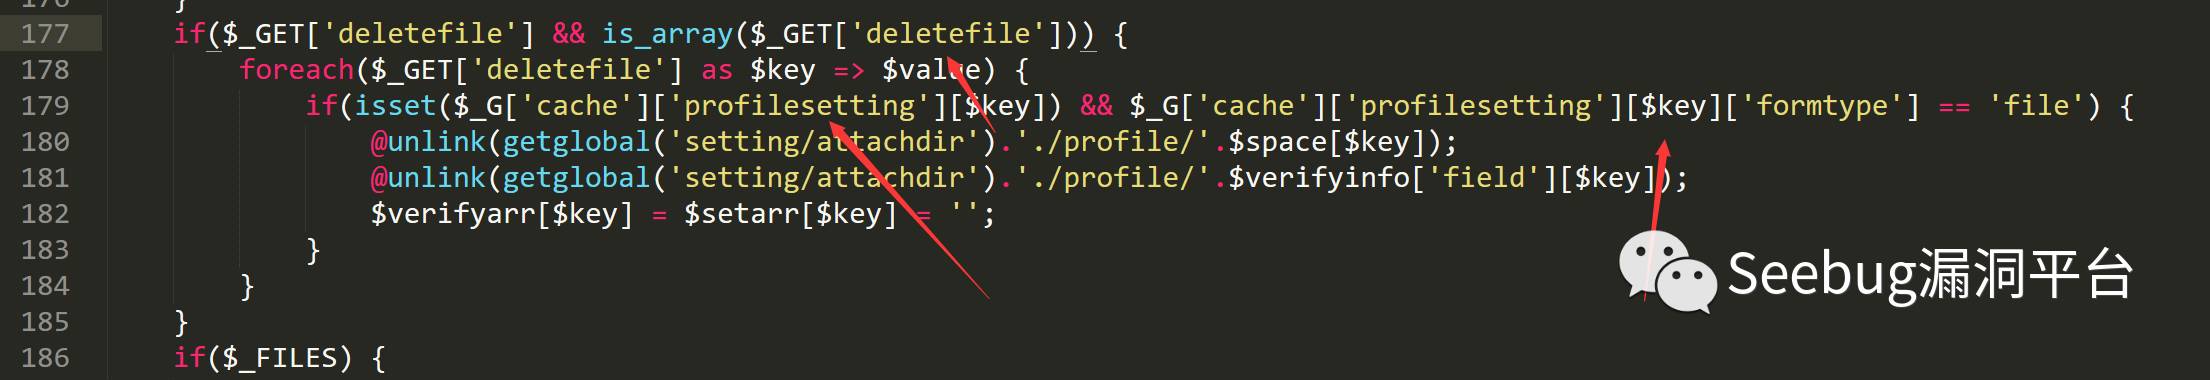 176 }
177 if($_GET['deletefile'] && is_array($_GET['deletefile'])) {
178 foreach($_GET['deletefile'] as $key => $value) {
179 if(isset($_G['cache']['profilesetting'][$key]) && $_G['cache']['profilesetting'][$key]['formtype'] == 'file') {
180 @unlink(getglobal('setting/attachdir').'./profile/'.$space[$key]);
181 @unlink(getglobal('setting/attachdir').'./profile/'.$verifyinfo['field'][$key]);
182 $verifyarr[$key] = $setarr[$key] = '';
183 }
184 }
185 }
186 if($_FILES) {
Seebug漏洞平台